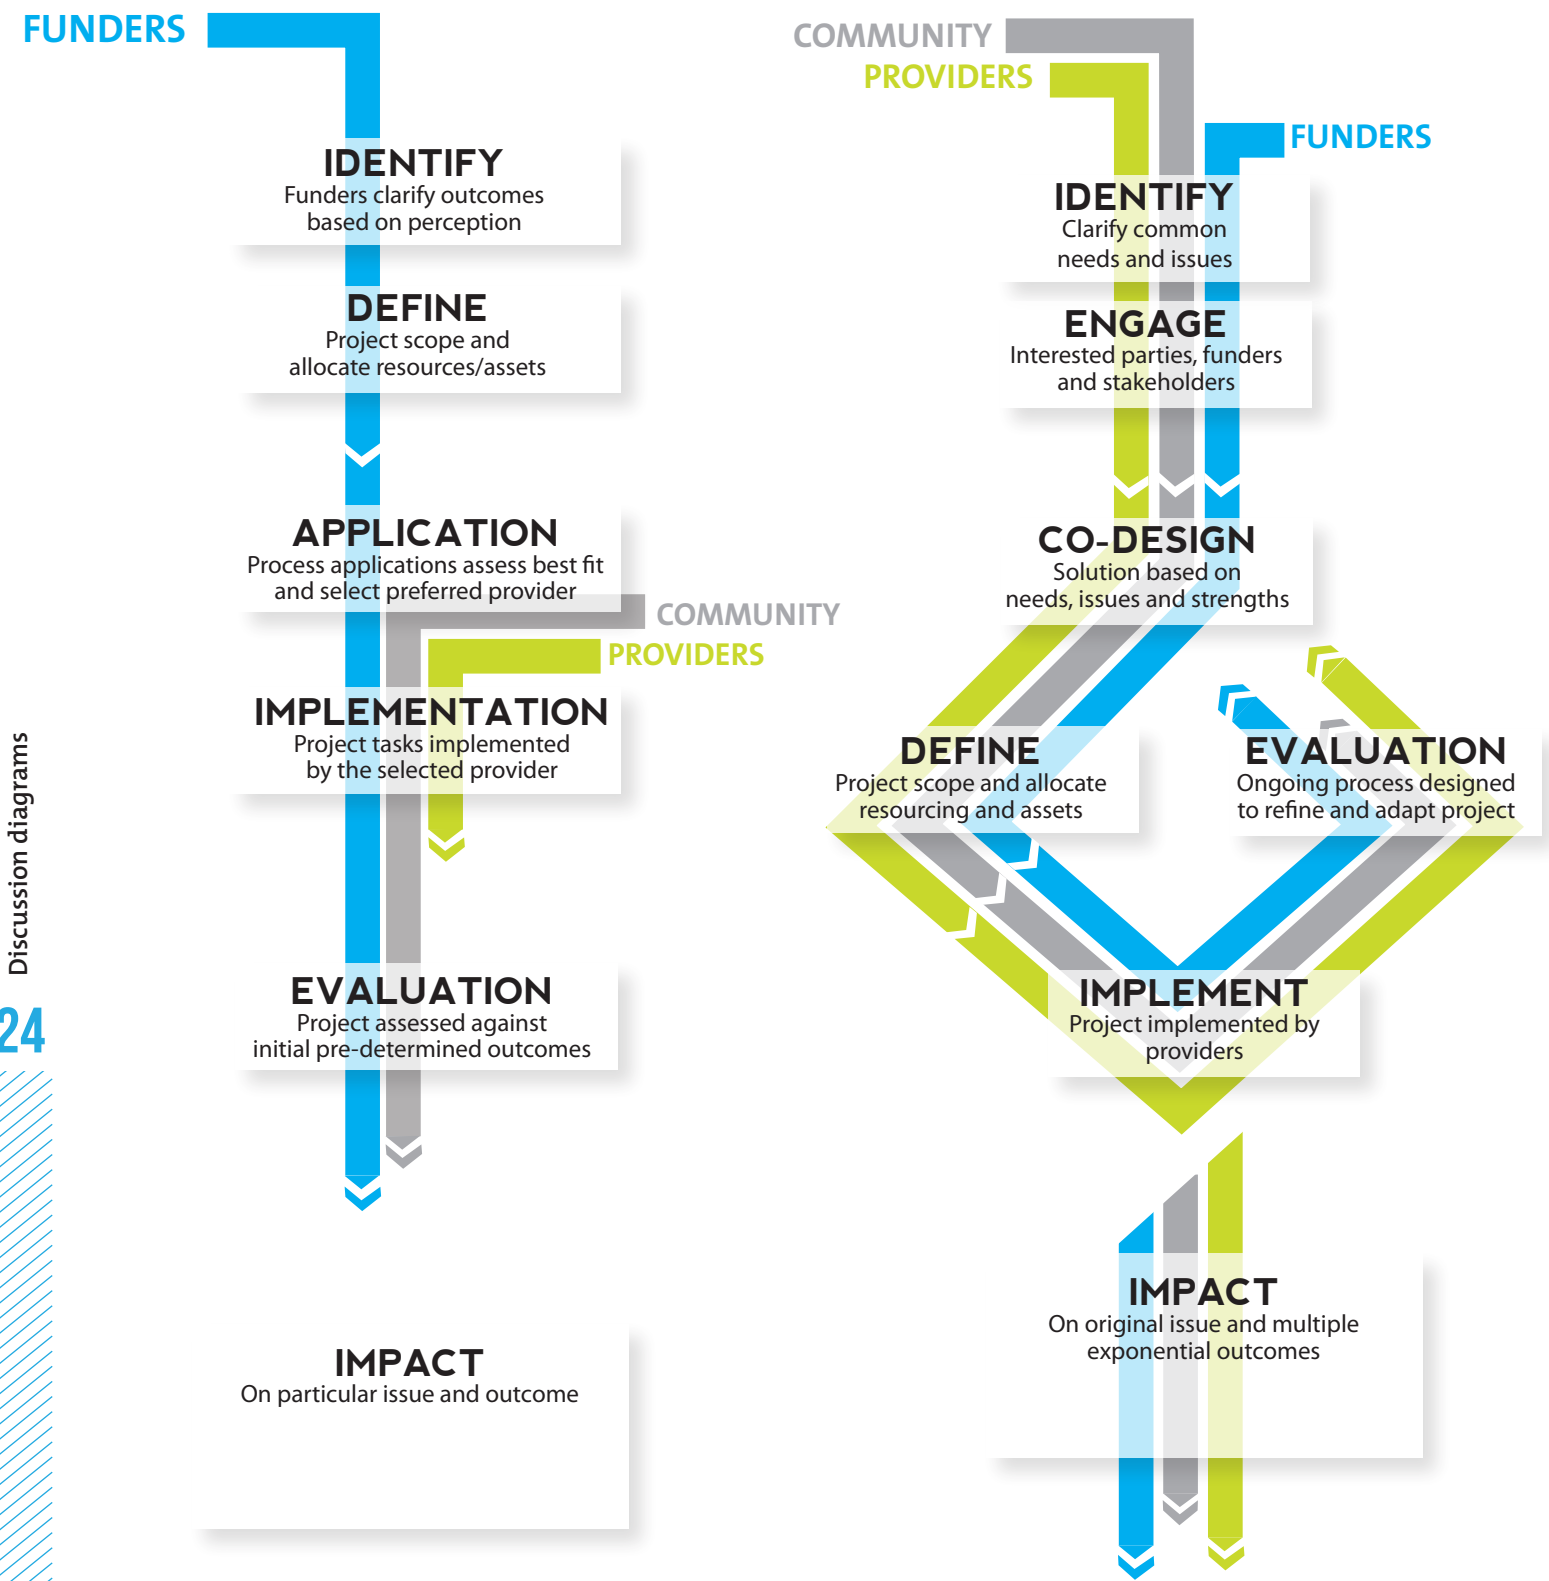 FUNDERS
IDENTIFY
Funders clarify outcomes
based on perception
DEFINE
Project scope and
allocate resources/assets
APPLICATION
Process applications assess best fit
and select preferred provider
COMMUNITY
PROVIDERS
IMPLEMENTATION
Project tasks implemented
by the selected provider
EVALUATION
Project assessed against
initial pre-determined outcomes
IMPACT
On particular issue and outcome
COMMUNITY
PROVIDERS
FUNDERS
IDENTIFY
Clarify common
needs and issues
ENGAGE
Interested parties, funders
and stakeholders
CO-DESIGN
Solution based on
needs, issues and strengths
DEFINE
Project scope and allocate
resourcing and assets
EVALUATION
Ongoing process designed
to refine and adapt project
IMPLEMENT
Project implemented by
providers
IMPACT
On original issue and multiple
exponential outcomes
Discussion diagrams
24